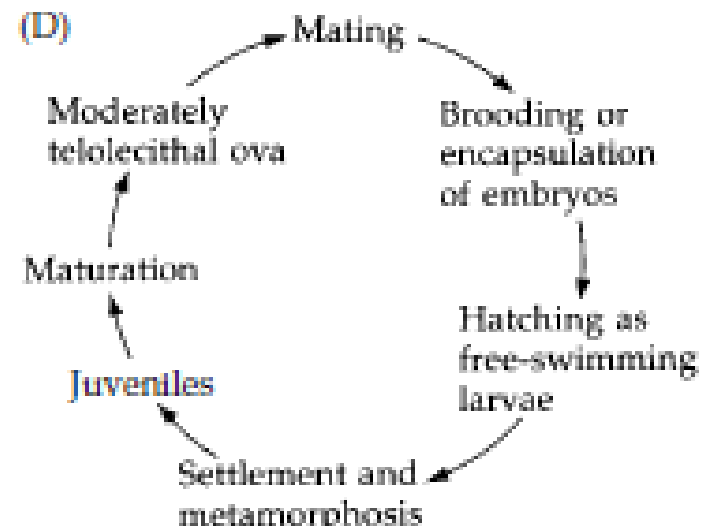 (D)
Mating
Brooding or
encapsulation
of embryos
Hatching as
free-swimming
larvae
Settlement and
metamorphosis
Juveniles
Maturation
Moderately
telolecithal ova